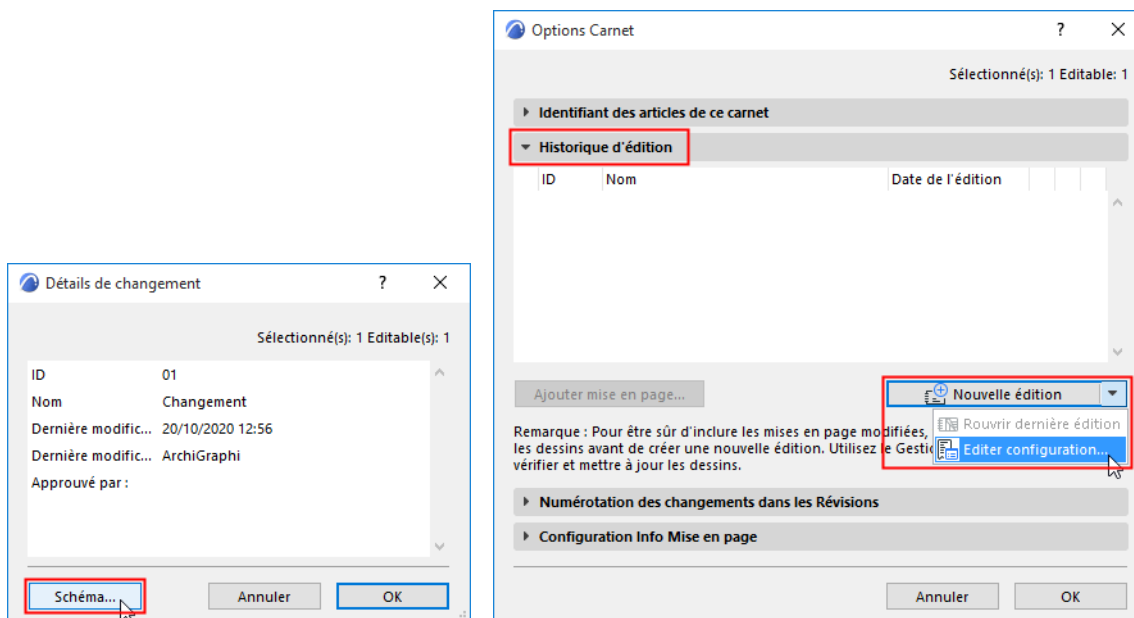 Détails de changement
?
Sélectionné(s): 1 Editable(s): 1
ID 01
Nom Changement
Dernière modific... 20/10/2020 12:56
Dernière modific... ArchiGraphi
Approuvé par :
Schéma...
Annuler
OK
Options Carnet
?
Sélectionné(s): 1 Editable: 1
Identifiant des articles de ce carnet
Historique d'édition
ID Nom Date de l'édition
Ajouter mise en page...
Nouvelle édition
Rouvrir dernière édition
Editer configuration...
Remarque : Pour être sûr d'inclure les mises en page modifiées,
les dessins avant de créer une nouvelle édition. Utilisez le Gesti
vérifier et mettre à jour les dessins.
Numérotation des changements dans les Révisions
Configuration Info Mise en page
Annuler
OK